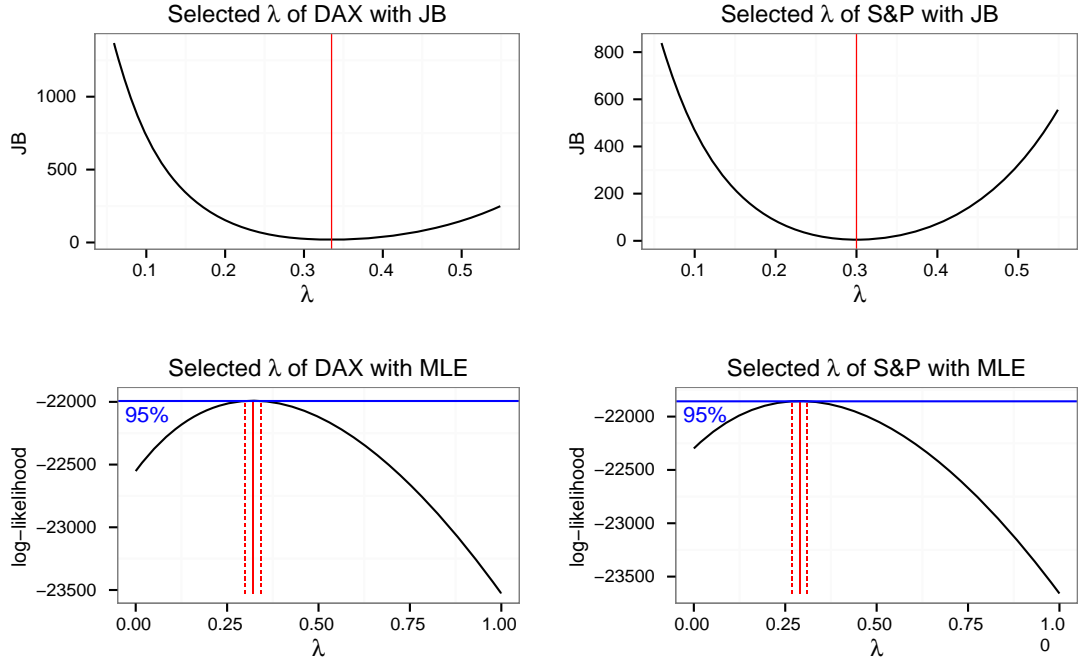 Selected λ of DAX with JB
JB
1000
500
0
0.1 0.2 0.3 0.4 0.5
λ
Selected λ of S&P with JB
JB
800
600
400
200
0
0.1 0.2 0.3 0.4 0.5
λ
Selected λ of DAX with MLE
log−likelihood
−22000
−22500
−23000
−23500
95%
0.00 0.25 0.50 0.75 1.00
λ
Selected λ of S&P with MLE
log−likelihood
−22000
−22500
−23000
−23500
95%
0.00 0.25 0.50 0.75 1.0
0
λ